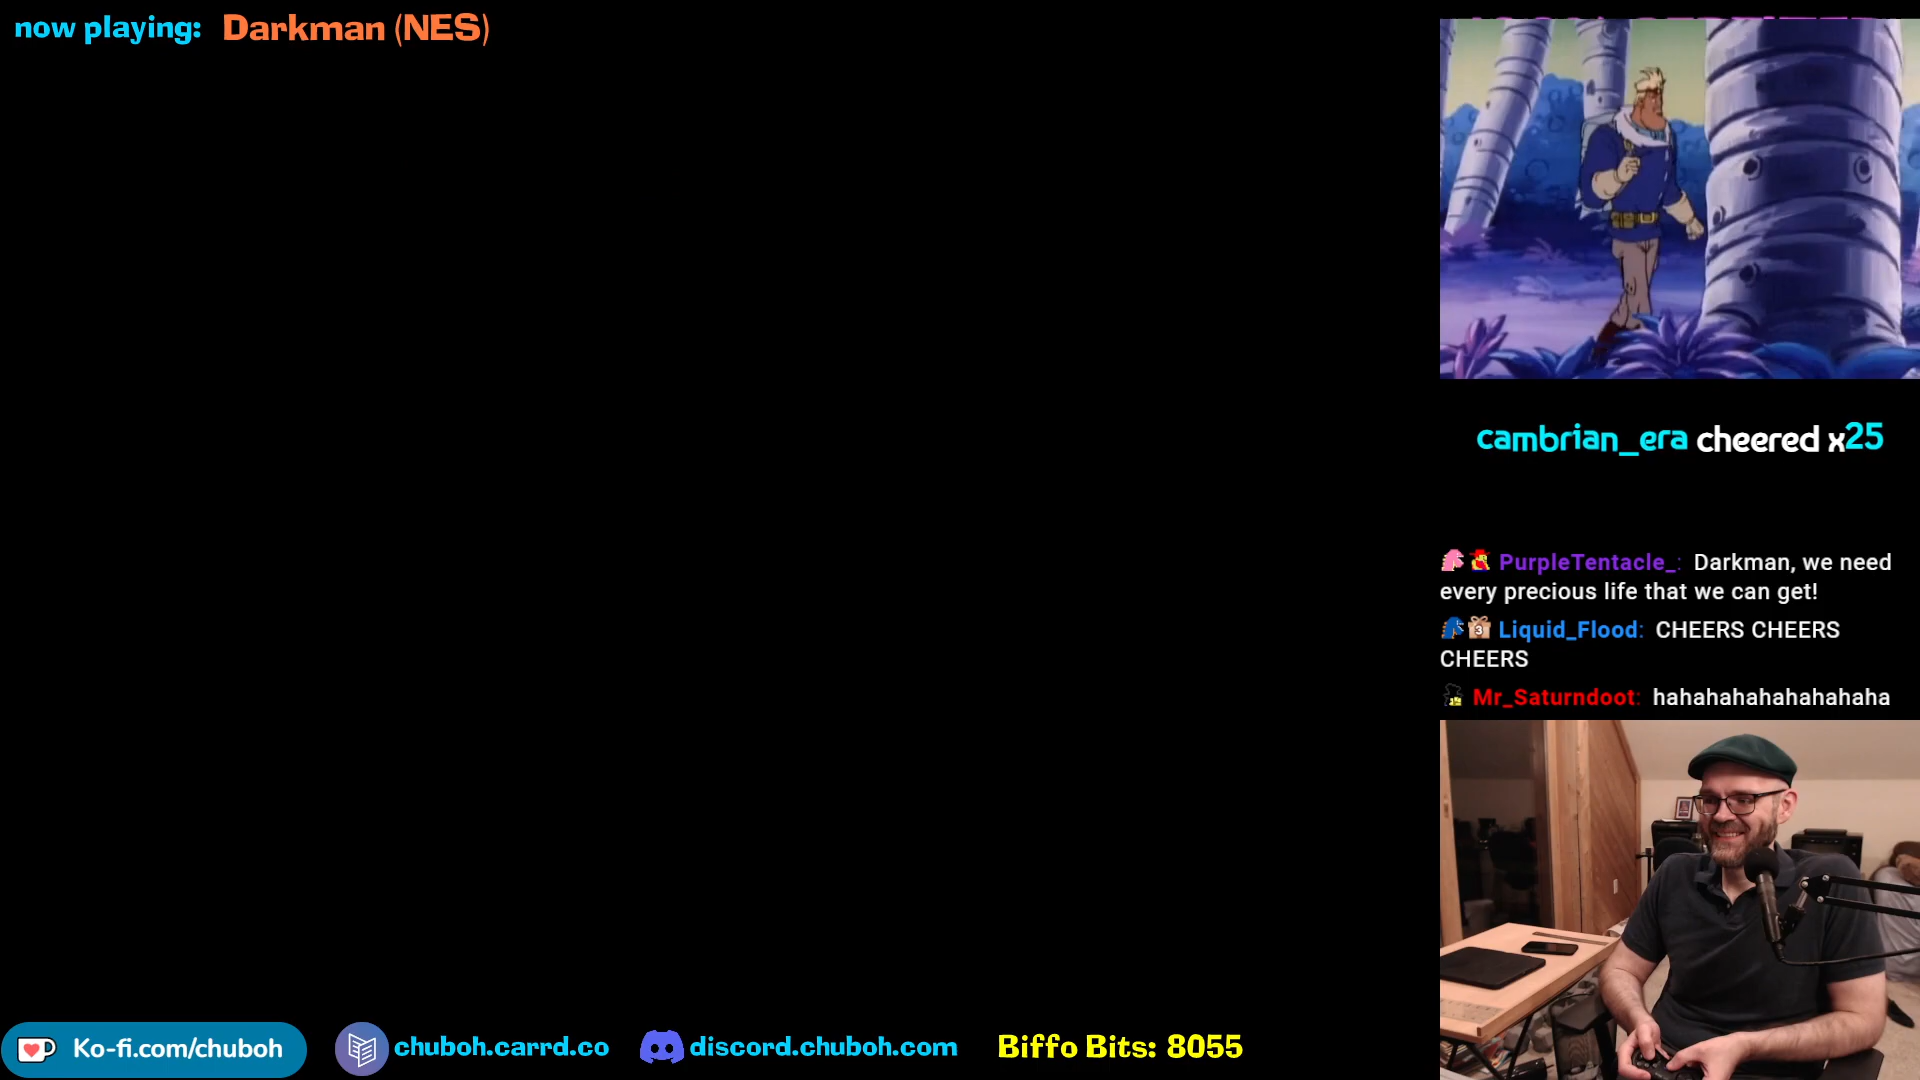 now playing: Darkman (NES)
cambrian_era cheered x25
PurpleTentacle_: Darkman, we need
every precious life that we can get!
Liquid_Flood: CHEERS CHEERS
CHEERS
Mr_Saturndoot: hahahahahahahaha
Ko-fi.com/chuboh
chuboh.carrd.co
discord.chuboh.com
Biffo Bits: 8055